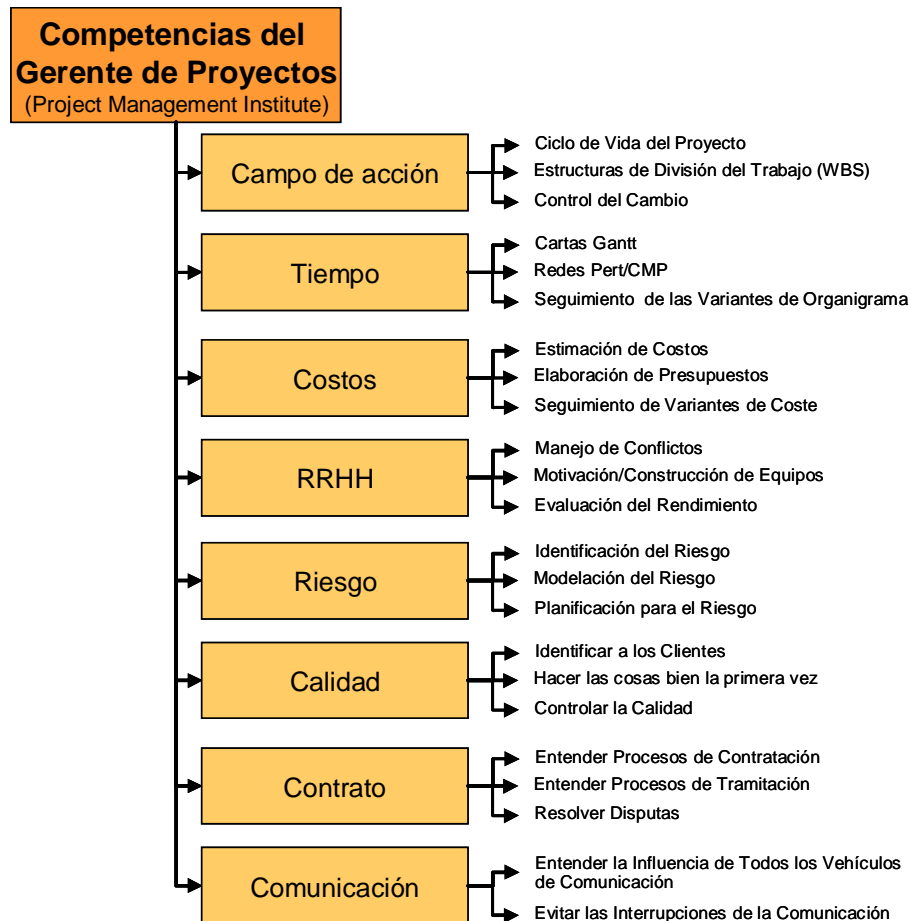 Competencias del
Gerente de Proyectos
(Project Management Institute)
Campo de acción
Ciclo de Vida del Proyecto
Estructuras de División del Trabajo (WBS)
Control del Cambio
Tiempo
Cartas Gantt
Redes Pert/CMP
Seguimiento de las Variantes de Organigrama
Costos
Estimación de Costos
Elaboración de Presupuestos
Seguimiento de Variantes de Coste
RRHH
Manejo de Conflictos
Motivación/Construcción de Equipos
Evaluación del Rendimiento
Riesgo
Identificación del Riesgo
Modelación del Riesgo
Planificación para el Riesgo
Calidad
Identificar a los Clientes
Hacer las cosas bien la primera vez
Controlar la Calidad
Contrato
Entender Procesos de Contratación
Entender Procesos de Tramitación
Resolver Disputas
Comunicación
Entender la Influencia de Todos los Vehículos
de Comunicación
Evitar las Interrupciones de la Comunicación